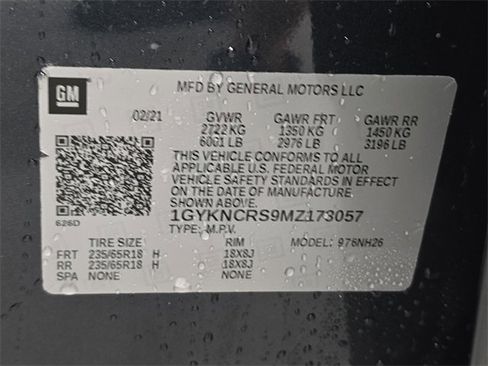 GM
MFD BY GENERAL MOTORS LLC
02/21 GVWR GAWR FRT GAWR RR
2722 KG 1350 KG 1450 KG
6001 LB 2976 LB 3196 LB
THIS VEHICLE CONFORMS TO ALL
APPLICABLE U.S. FEDERAL MOTOR
VEHICLE SAFETY STANDARDS IN EFFECT
ON THE DATE OF MANUFACTURE
SHOWN ABOVE.
626D
1GYKNCRS9MZ173057
TYPE: M.P.V. MODEL: 976NH26
TIRE SIZE RIM
FRT 235/65R18 H 18X8J
RR 235/65R18 H 18X8J
SPA NONE NONE